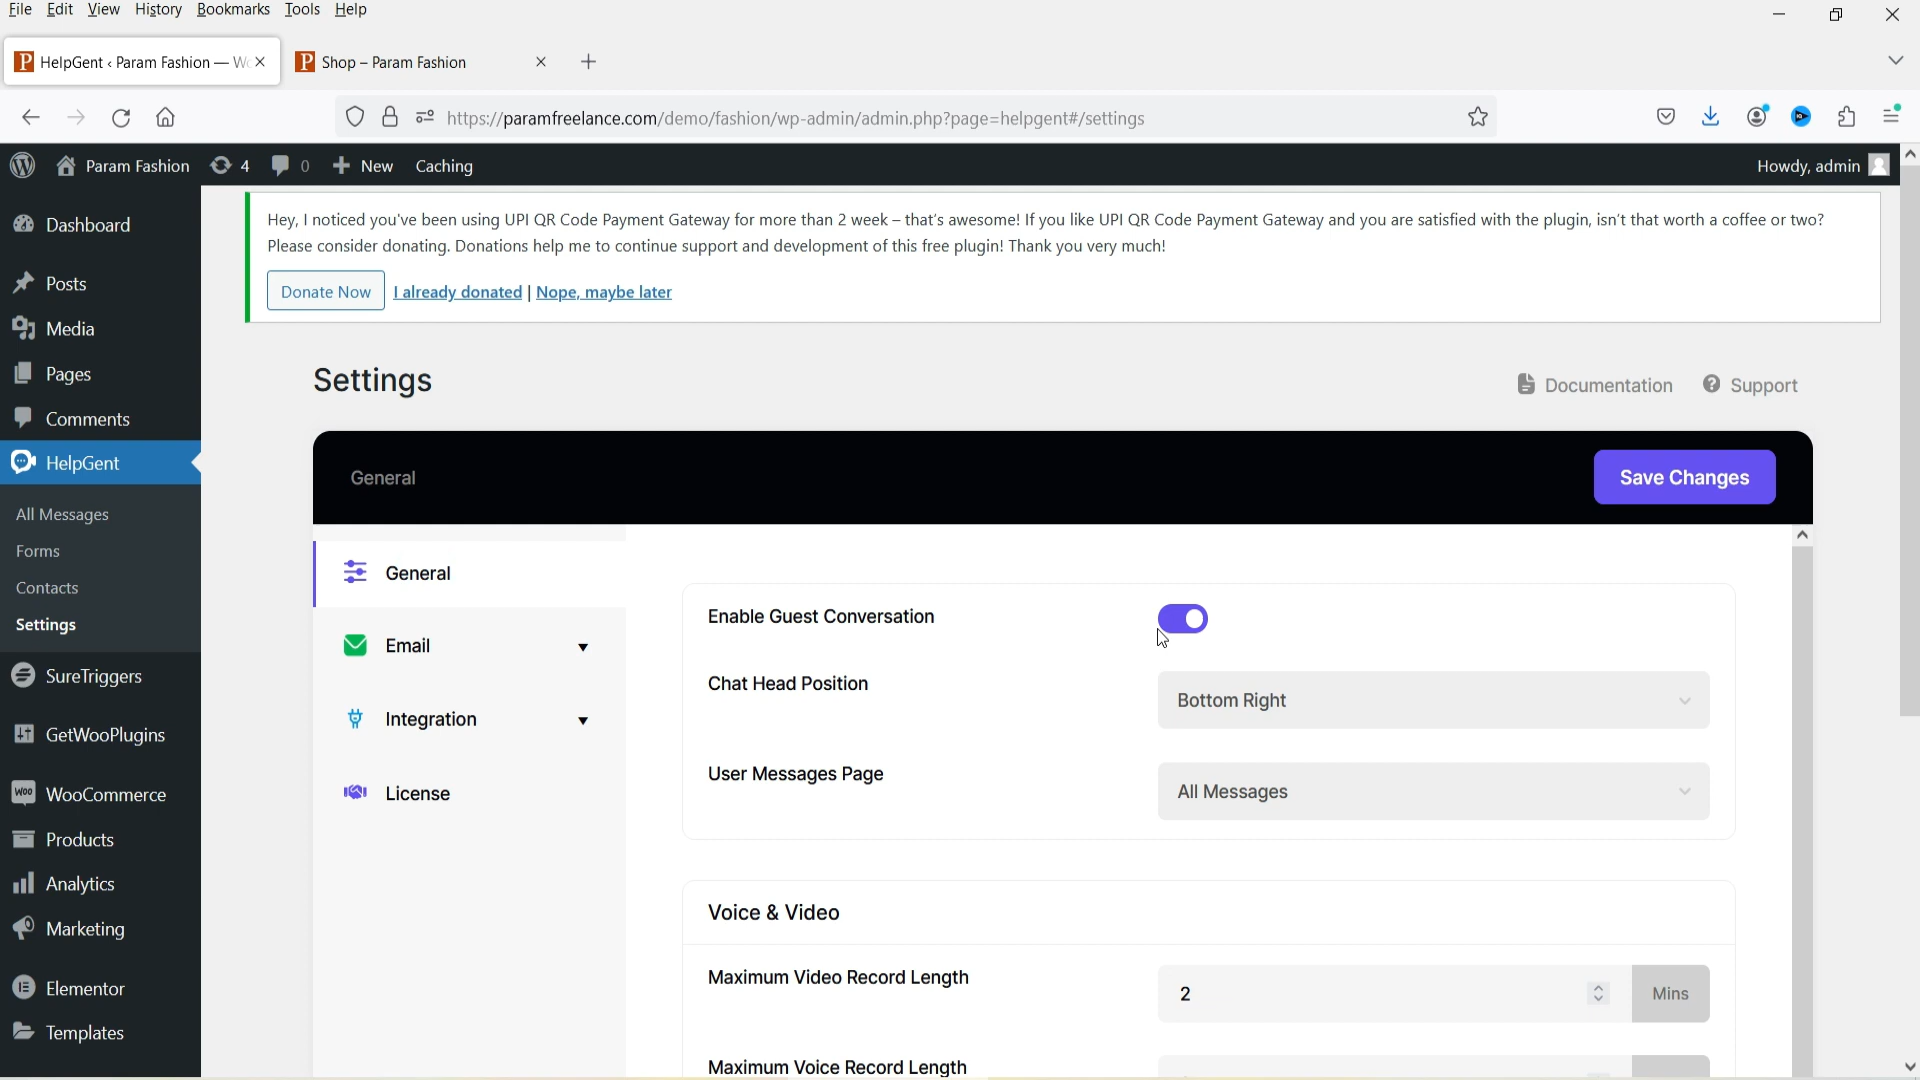 File Edit View History Bookmarks Tools Help
HelpGent ‹ Param Fashion — Wo
Shop – Param Fashion
https://paramfreelance.com/demo/fashion/wp-admin/admin.php?page=helpgent#/settings
Param Fashion 4 0 New Caching
Howdy, admin
Dashboard
Posts
Media
Pages
Comments
HelpGent
All Messages
Forms
Contacts
Settings
SureTriggers
GetWooPlugins
WooCommerce
Products
Analytics
Marketing
Elementor
Templates
Hey, I noticed you've been using UPI QR Code Payment Gateway for more than 2 week – that's awesome! If you like UPI QR Code Payment Gateway and you are satisfied with the plugin, isn't that worth a coffee or two?
Please consider donating. Donations help me to continue support and development of this free plugin! Thank you very much!
Donate Now I already donated | Nope, maybe later
Settings
Documentation
Support
General
Save Changes
General
Email
Integration
License
Enable Guest Conversation
Chat Head Position
Bottom Right
User Messages Page
All Messages
Voice & Video
Maximum Video Record Length
2
Mins
Maximum Voice Record Length